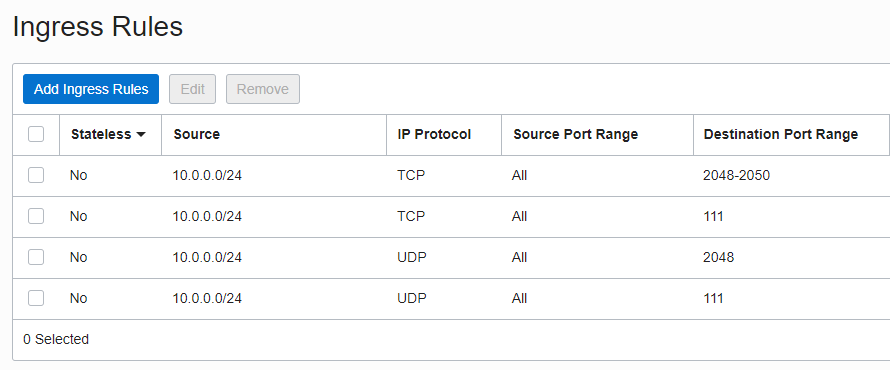 Ingress Rules
Add Ingress Rules Edit Remove
Stateless Source IP Protocol Source Port Range Destination Port Range
No 10.0.0.0/24 TCP All 2048-2050
No 10.0.0.0/24 TCP All 111
No 10.0.0.0/24 UDP All 2048
No 10.0.0.0/24 UDP All 111
0 Selected